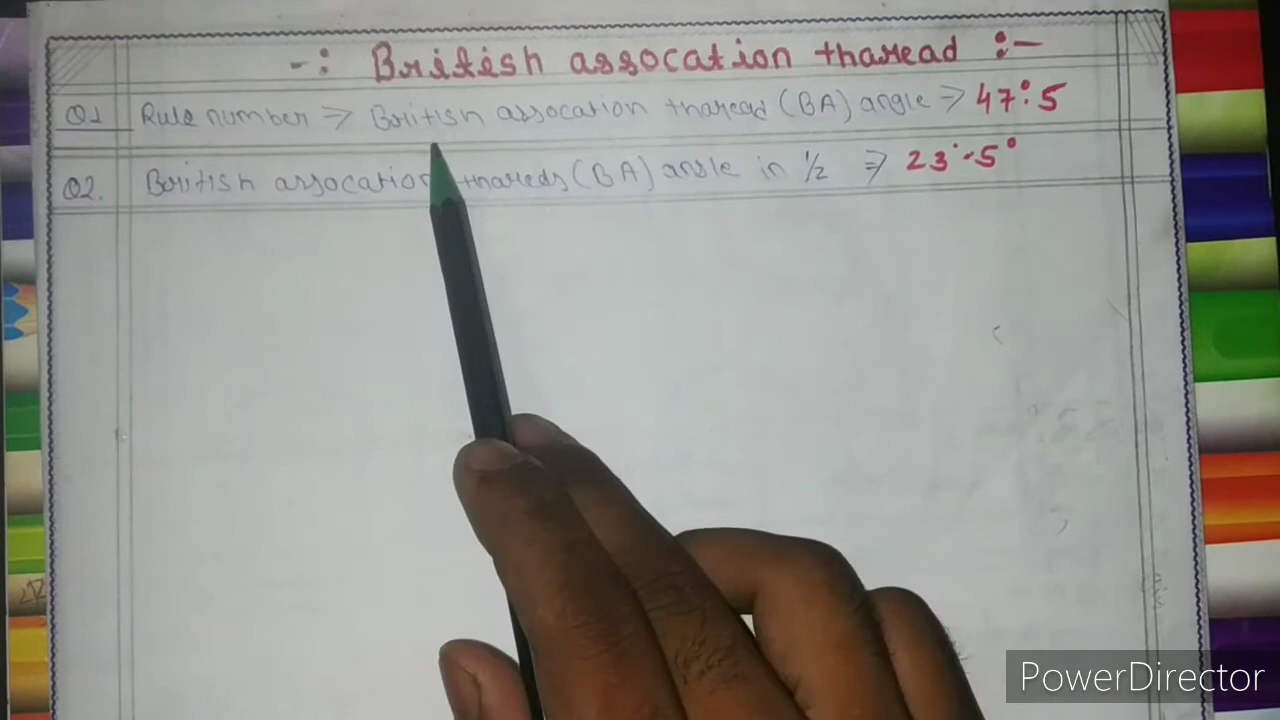 -: British assocation tharead :-
Q1 Rule number => British assocation tharead (BA) angle => 47°.5
Q2. British assocation thareds (BA) angle in 1/2 => 23°.5°
PowerDirector